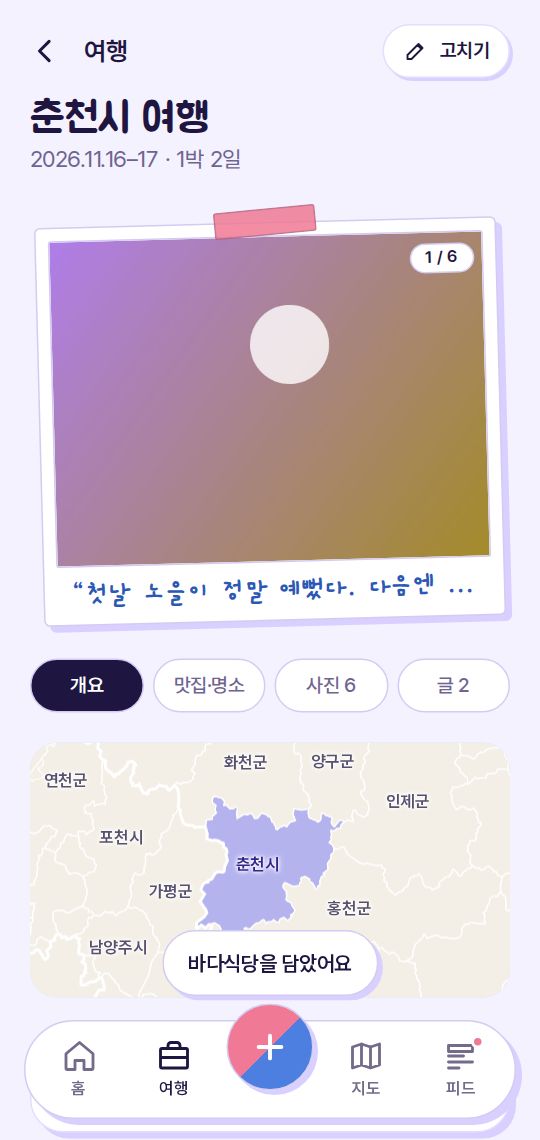 여행
고치기
춘천시 여행
2026.11.16–17 · 1박 2일
1 / 6
“첫날 노을이 정말 예뻤다. 다음엔 ...
개요
맛집·명소
사진 6
글 2
화천군
양구군
연천군
인제군
포천시
춘천시
가평군
홍천군
남양주시
바다식당을 담았어요
홈
여행
지도
피드